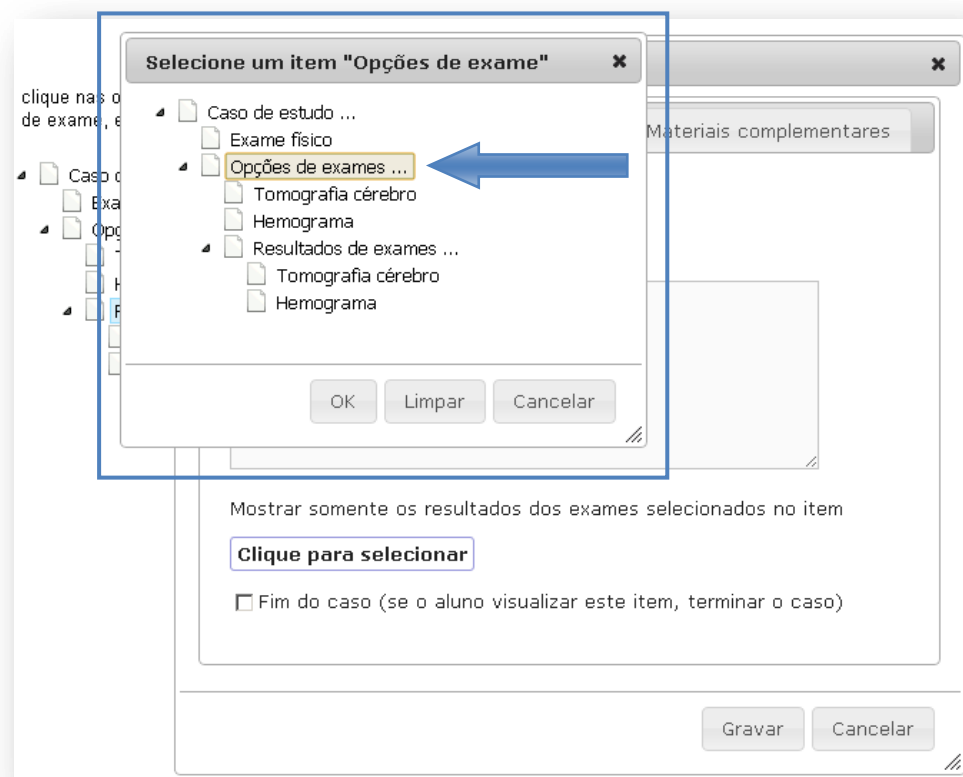 Selecione um item "Opções de exame"
Caso de estudo ...
Exame físico
Opções de exames ...
Tomografia cérebro
Hemograma
Resultados de exames ...
Tomografia cérebro
Hemograma
OK Limpar Cancelar
clique nas
de exame,
Caso
Materiais complementares
Mostrar somente os resultados dos exames selecionados no item
Clique para selecionar
Fim do caso (se o aluno visualizar este item, terminar o caso)
Gravar Cancelar